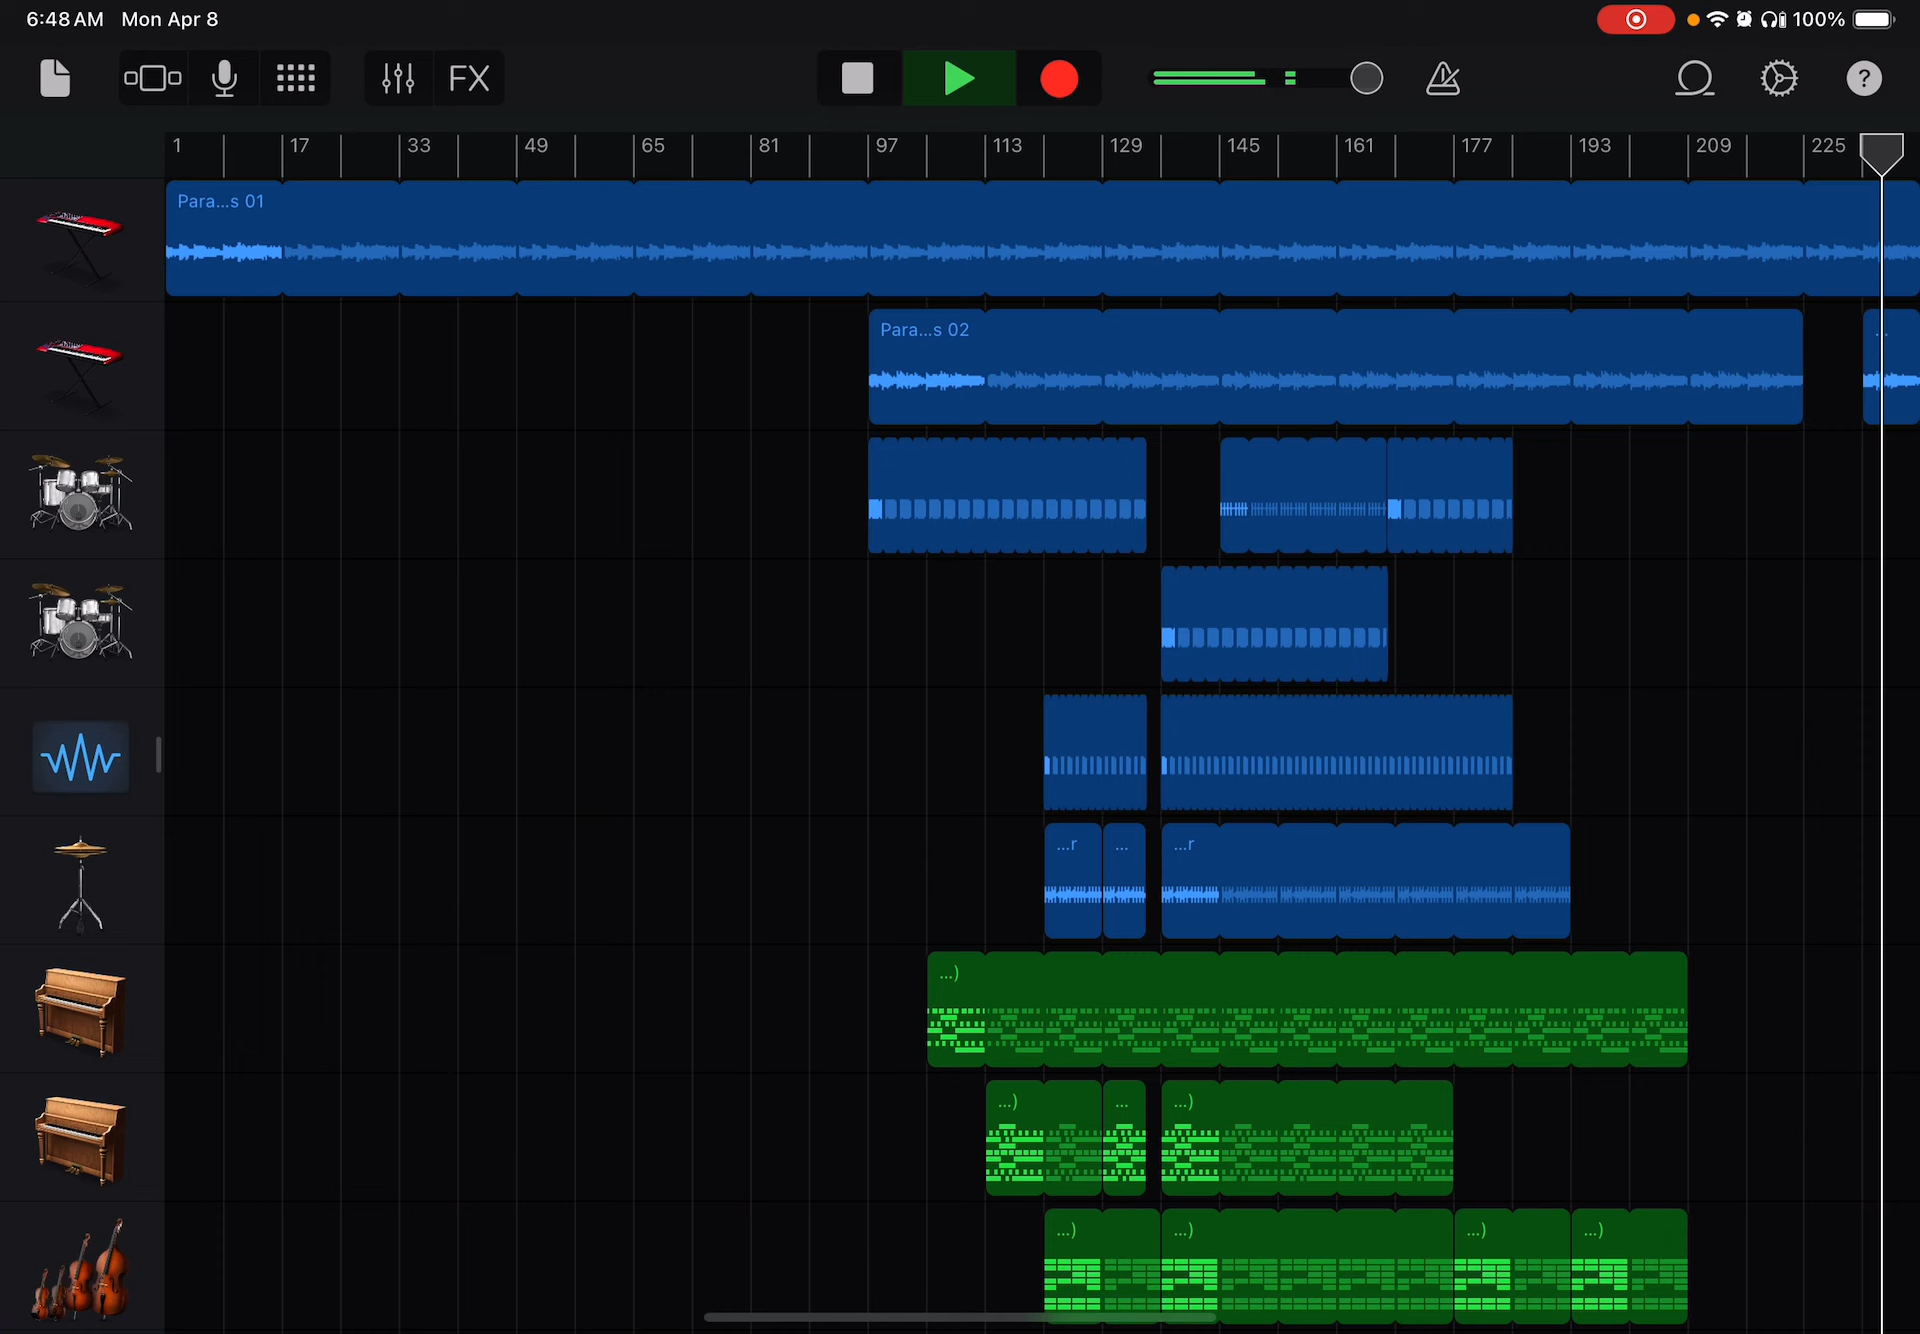 6:48 AM Mon Apr 8
100%
FX
?
1 17 33 49 65 81 97 113 129 145 161 177 193 209 225
Para...s 01
Para...s 02
...
...r ... ...r
...)
...) ... ...)
...) ...) ...) ...)